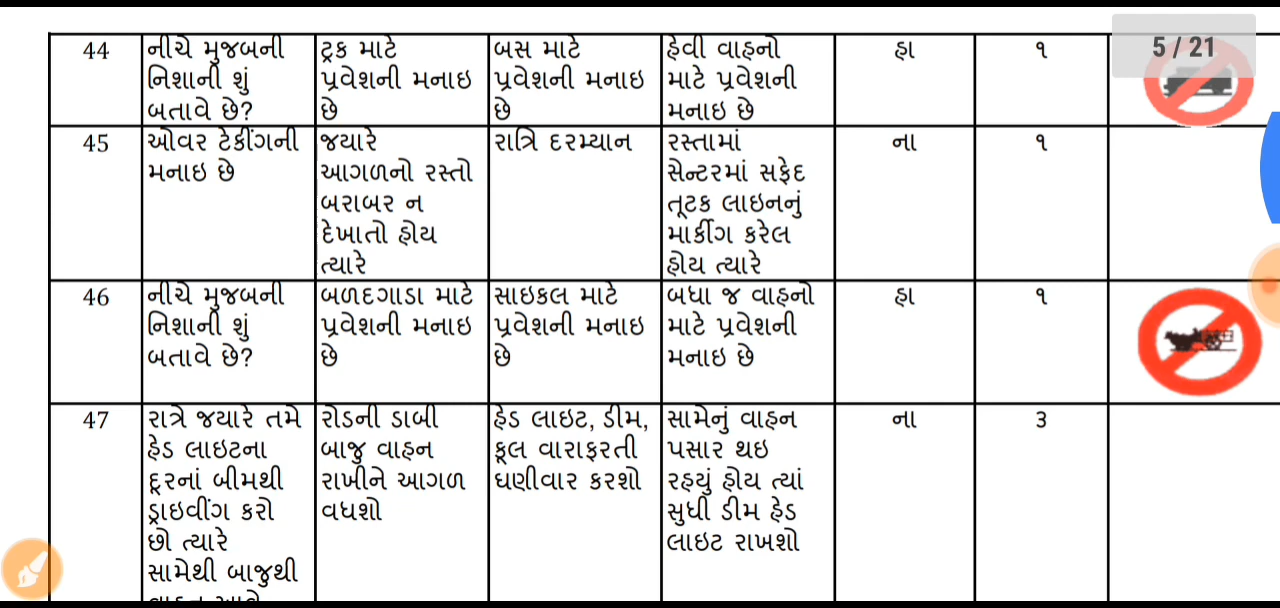 5 / 21
44
નીચે મુજબની
નિશાની શું
બતાવે છે?
ટ્રક માટે
પ્રવેશની મનાઇ
છે
બસ માટે
પ્રવેશની મનાઇ
છે
હેવી વાહનો
માટે પ્રવેશની
મનાઇ છે
હા
૧
45
ઓવર ટેકીંગની
મનાઇ છે
જયારે
આગળનો રસ્તો
બરાબર ન
દેખાતો હોય
ત્યારે
રાત્રિ દરમ્યાન
રસ્તામાં
સેન્ટરમાં સફેદ
તૂટક લાઇનનું
માર્કીગ કરેલ
હોય ત્યારે
ના
૧
46
નીચે મુજબની
નિશાની શું
બતાવે છે?
બળદગાડા માટે
પ્રવેશની મનાઇ
છે
સાઇકલ માટે
પ્રવેશની મનાઇ
છે
બધા જ વાહનો
માટે પ્રવેશની
મનાઇ છે
હા
૧
47
રાત્રે જયારે તમે
હેડ લાઇટના
દૂરનાં બીમથી
ડ્રાઇવીંગ કરો
છો ત્યારે
સામેથી બાજુથી
રોડની ડાબી
બાજુ વાહન
રાખીને આગળ
વધશો
હેડ લાઇટ, ડીમ,
ફૂલ વારાફરતી
ઘણીવાર કરશો
સામેનું વાહન
પસાર થઇ
રહયું હોય ત્યાં
સુધી ડીમ હેડ
લાઇટ રાખશો
ના
3